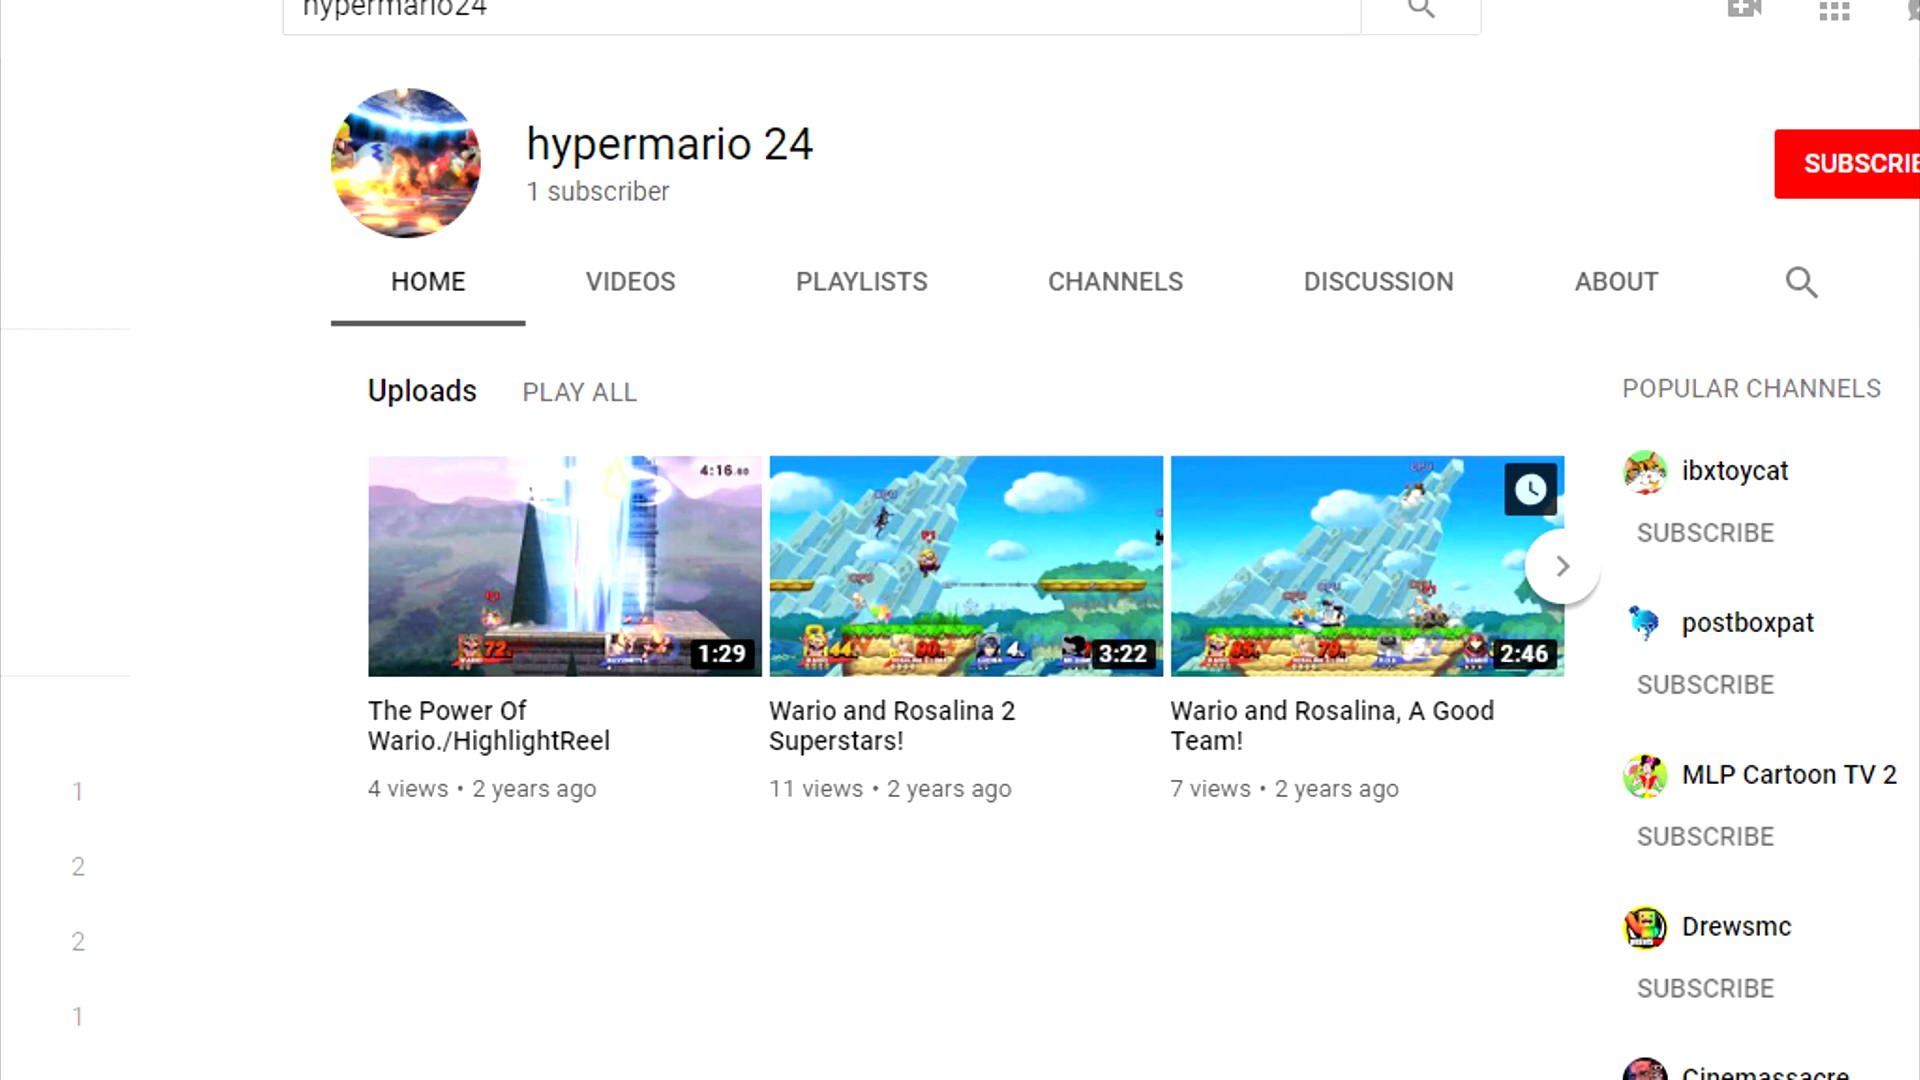 hypermario24
hypermario 24
1 subscriber
SUBSCRIBE
HOME VIDEOS PLAYLISTS CHANNELS DISCUSSION ABOUT
Uploads PLAY ALL
4:16.80
1:29
3:22
2:46
The Power Of
Wario./HighlightReel
4 views • 2 years ago
Wario and Rosalina 2
Superstars!
11 views • 2 years ago
Wario and Rosalina, A Good
Team!
7 views • 2 years ago
POPULAR CHANNELS
ibxtoycat
SUBSCRIBE
postboxpat
SUBSCRIBE
MLP Cartoon TV 2
SUBSCRIBE
Drewsmc
SUBSCRIBE
Cinemassacre
1
2
2
1